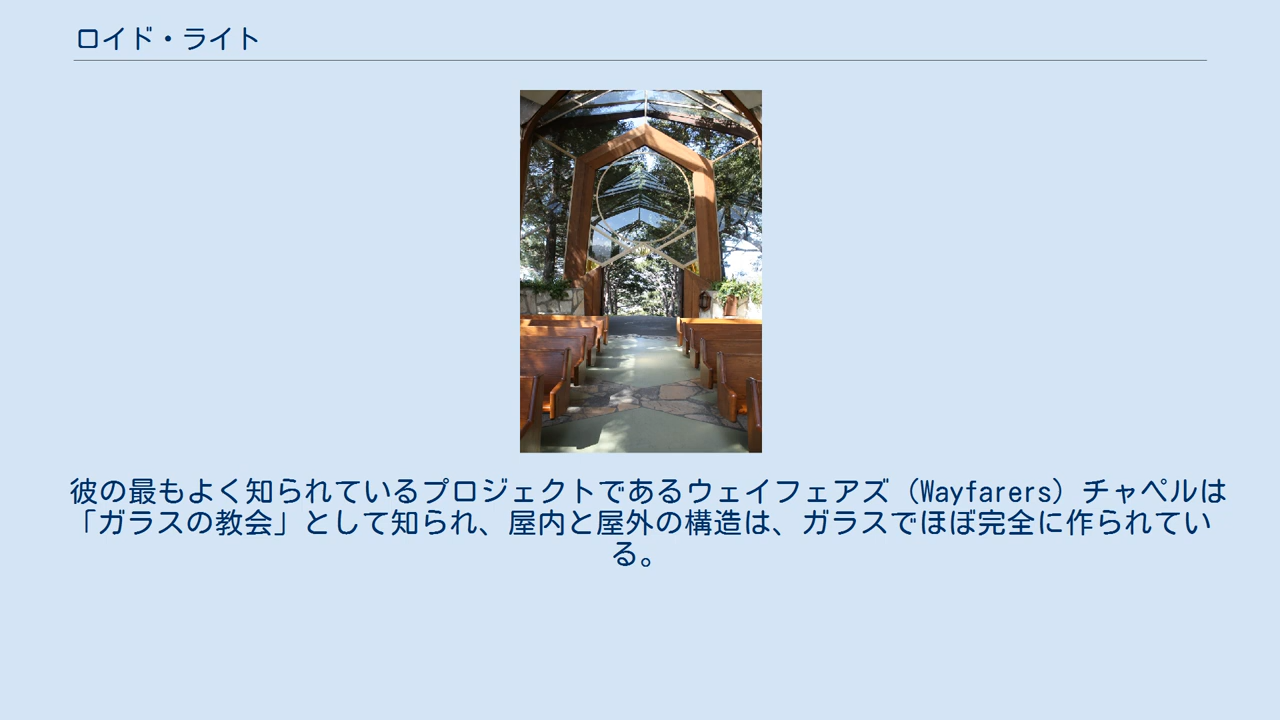 ロイド・ライト
彼の最もよく知られているプロジェクトであるウェイフェアズ（Wayfarers）チャペルは
「ガラスの教会」として知られ、屋内と屋外の構造は、ガラスでほぼ完全に作られてい
る。